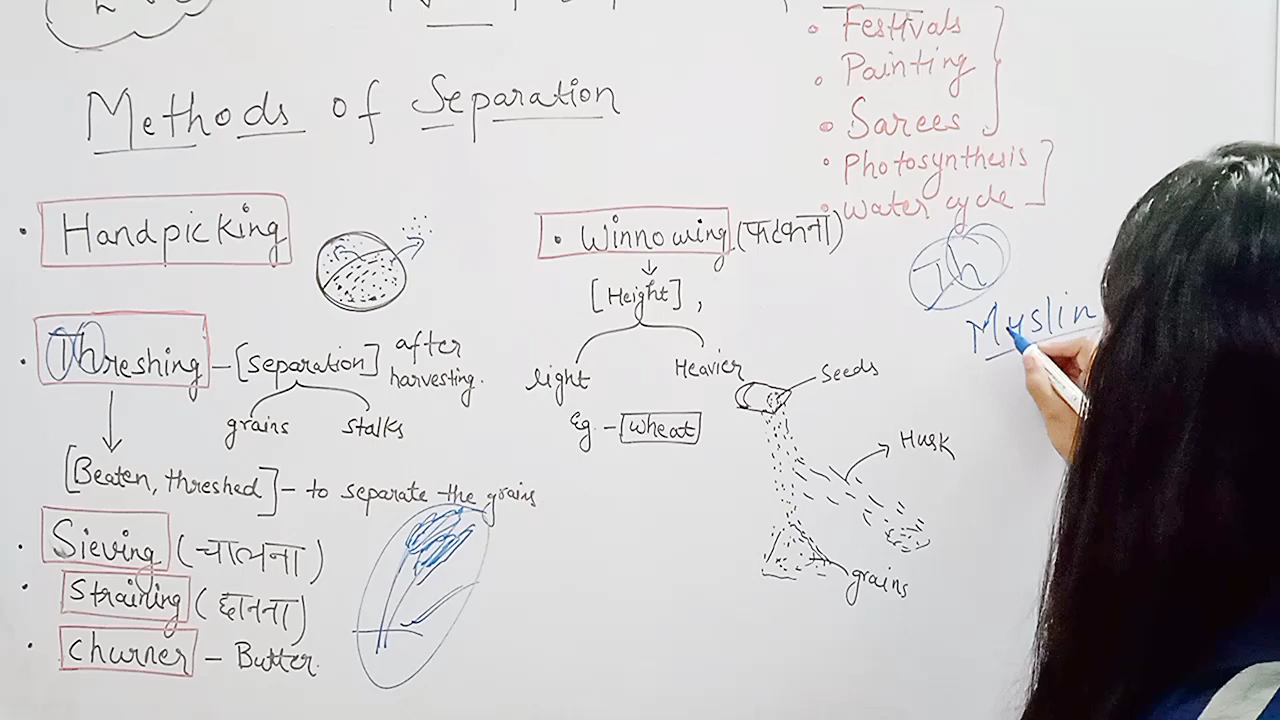 Methods of Separation
• Festivals
• Painting
• Sarees
• Photosynthesis
• Water cycle
• Handpicking
• Threshing – [Separation] after harvesting.
grains
stalks
[Beaten, threshed] – to separate the grains
• Sieving (चालना)
• Straining (छानना)
• Churner – Butter.
• Winnowing (फटकना)
[Height],
light
Heavier
Eg. – Wheat
Seeds
Husk
grains
Th
Muslin